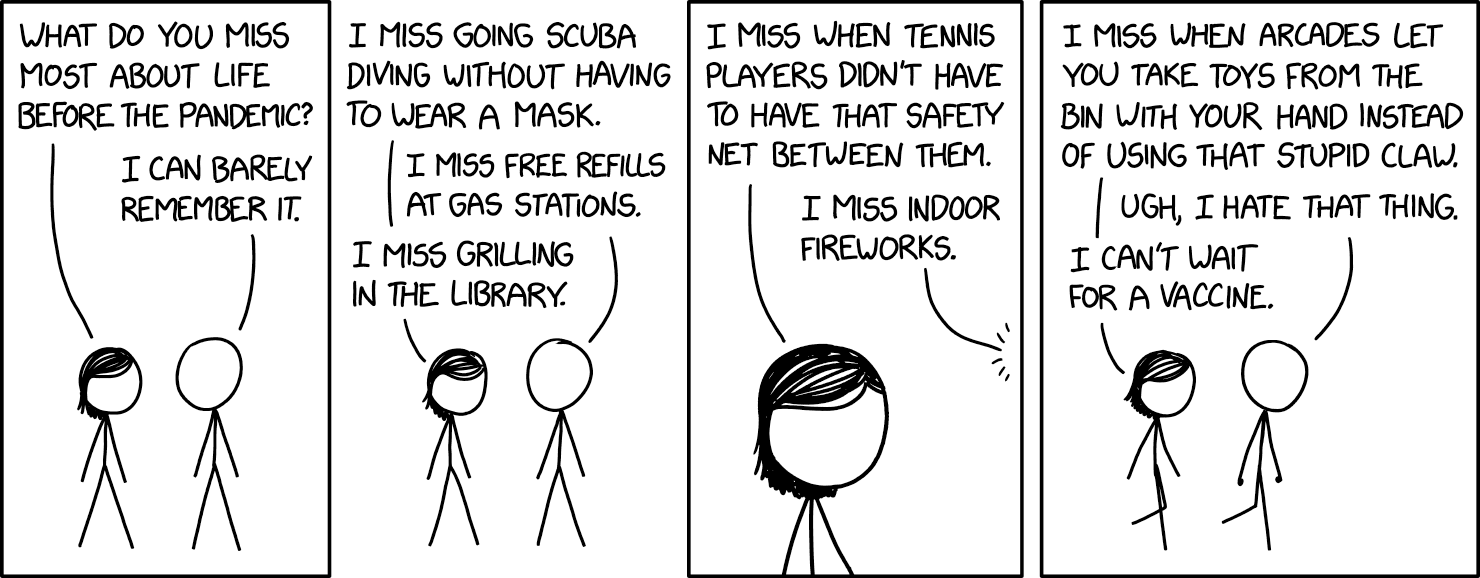 WHAT DO YOU MISS
MOST ABOUT LIFE
BEFORE THE PANDEMIC?
I CAN BARELY
REMEMBER IT.
I MISS GOING SCUBA
DIVING WITHOUT HAVING
TO WEAR A MASK.
I MISS FREE REFILLS
AT GAS STATIONS.
I MISS GRILLING
IN THE LIBRARY.
I MISS WHEN TENNIS
PLAYERS DIDN'T HAVE
TO HAVE THAT SAFETY
NET BETWEEN THEM.
I MISS INDOOR
FIREWORKS.
I MISS WHEN ARCADES LET
YOU TAKE TOYS FROM THE
BIN WITH YOUR HAND INSTEAD
OF USING THAT STUPID CLAW.
UGH, I HATE THAT THING.
I CAN'T WAIT
FOR A VACCINE.